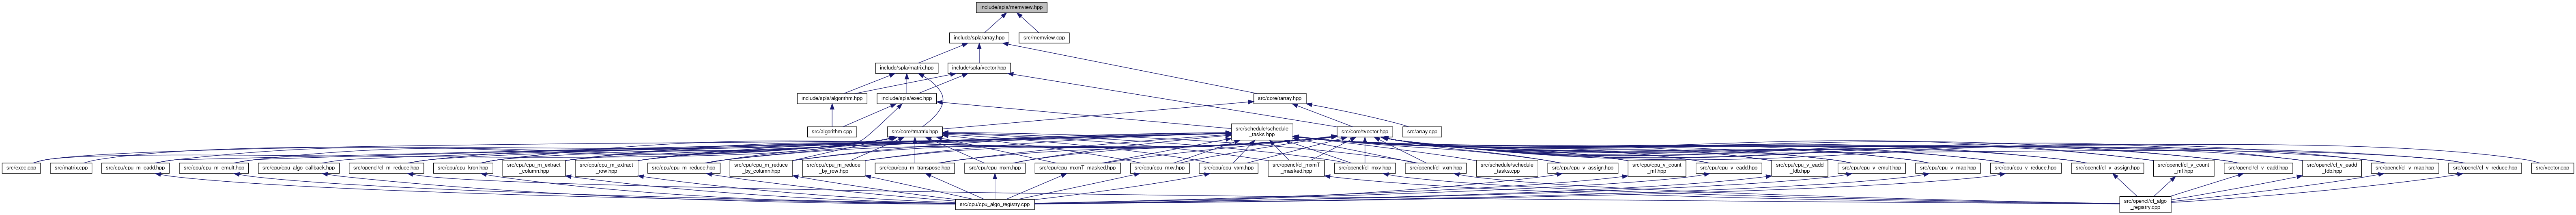 include/spla/memview.hpp
include/spla/array.hpp
src/memview.cpp
include/spla/matrix.hpp
include/spla/vector.hpp
include/spla/algorithm.hpp
include/spla/exec.hpp
src/core/tarray.hpp
src/algorithm.cpp
src/core/tmatrix.hpp
src/schedule/schedule
_tasks.hpp
src/core/tvector.hpp
src/array.cpp
src/exec.cpp
src/matrix.cpp
src/cpu/cpu_m_eadd.hpp
src/cpu/cpu_m_emult.hpp
src/cpu/cpu_algo_callback.hpp
src/opencl/cl_m_reduce.hpp
src/cpu/cpu_kron.hpp
src/cpu/cpu_m_extract
_column.hpp
src/cpu/cpu_m_extract
_row.hpp
src/cpu/cpu_m_reduce.hpp
src/cpu/cpu_m_reduce
_by_column.hpp
src/cpu/cpu_m_reduce
_by_row.hpp
src/cpu/cpu_m_transpose.hpp
src/cpu/cpu_mxm.hpp
src/cpu/cpu_mxmT_masked.hpp
src/cpu/cpu_mxv.hpp
src/cpu/cpu_vxm.hpp
src/opencl/cl_mxmT
_masked.hpp
src/opencl/cl_mxv.hpp
src/opencl/cl_vxm.hpp
src/schedule/schedule
_tasks.cpp
src/cpu/cpu_v_assign.hpp
src/cpu/cpu_v_count
_mf.hpp
src/cpu/cpu_v_eadd.hpp
src/cpu/cpu_v_eadd
_fdb.hpp
src/cpu/cpu_v_emult.hpp
src/cpu/cpu_v_map.hpp
src/cpu/cpu_v_reduce.hpp
src/opencl/cl_v_assign.hpp
src/opencl/cl_v_count
_mf.hpp
src/opencl/cl_v_eadd.hpp
src/opencl/cl_v_eadd
_fdb.hpp
src/opencl/cl_v_map.hpp
src/opencl/cl_v_reduce.hpp
src/vector.cpp
src/cpu/cpu_algo_registry.cpp
src/opencl/cl_algo
_registry.cpp